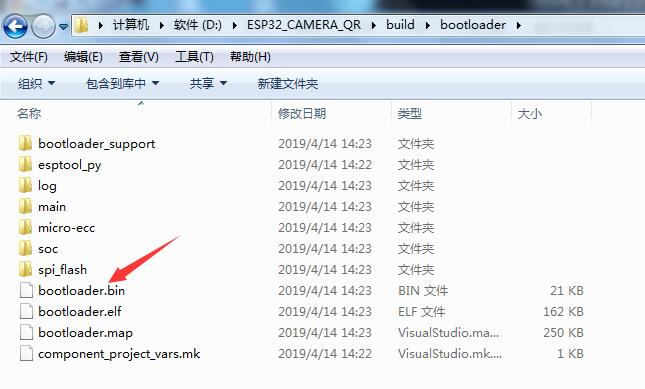 计算机 软件 (D:) ESP32_CAMERA_QR build bootloader
文件(F) 编辑(E) 查看(V) 工具(T) 帮助(H)
组织 包含到库中 共享 新建文件夹
名称 修改日期 类型 大小
bootloader_support 2019/4/14 14:23 文件夹
esptool_py 2019/4/14 14:22 文件夹
log 2019/4/14 14:23 文件夹
main 2019/4/14 14:23 文件夹
micro-ecc 2019/4/14 14:23 文件夹
soc 2019/4/14 14:23 文件夹
spi_flash 2019/4/14 14:23 文件夹
bootloader.bin 2019/4/14 14:23 BIN 文件 21 KB
bootloader.elf 2019/4/14 14:23 ELF 文件 162 KB
bootloader.map 2019/4/14 14:23 VisualStudio.ma... 250 KB
component_project_vars.mk 2019/4/14 14:22 VisualStudio.mk.... 1 KB